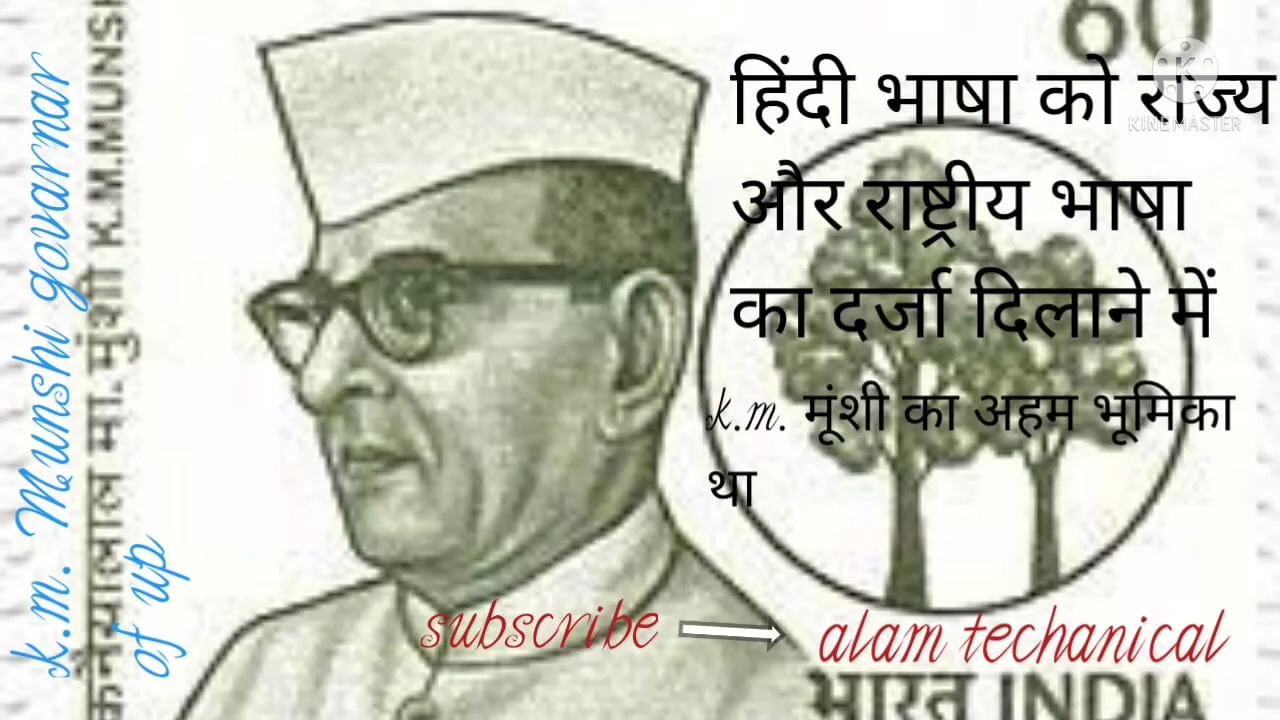 60
हिंदी भाषा को राज्य
और राष्ट्रीय भाषा
का दर्जा दिलाने में
k.m. मूंशी का अहम भूमिका
था
KINEMASTER
k.m. Munshi govarnar
of up
कनैयालाल मा. मुंशी K.M.MUNSHI
subscribe
alam techanical
भारत INDIA